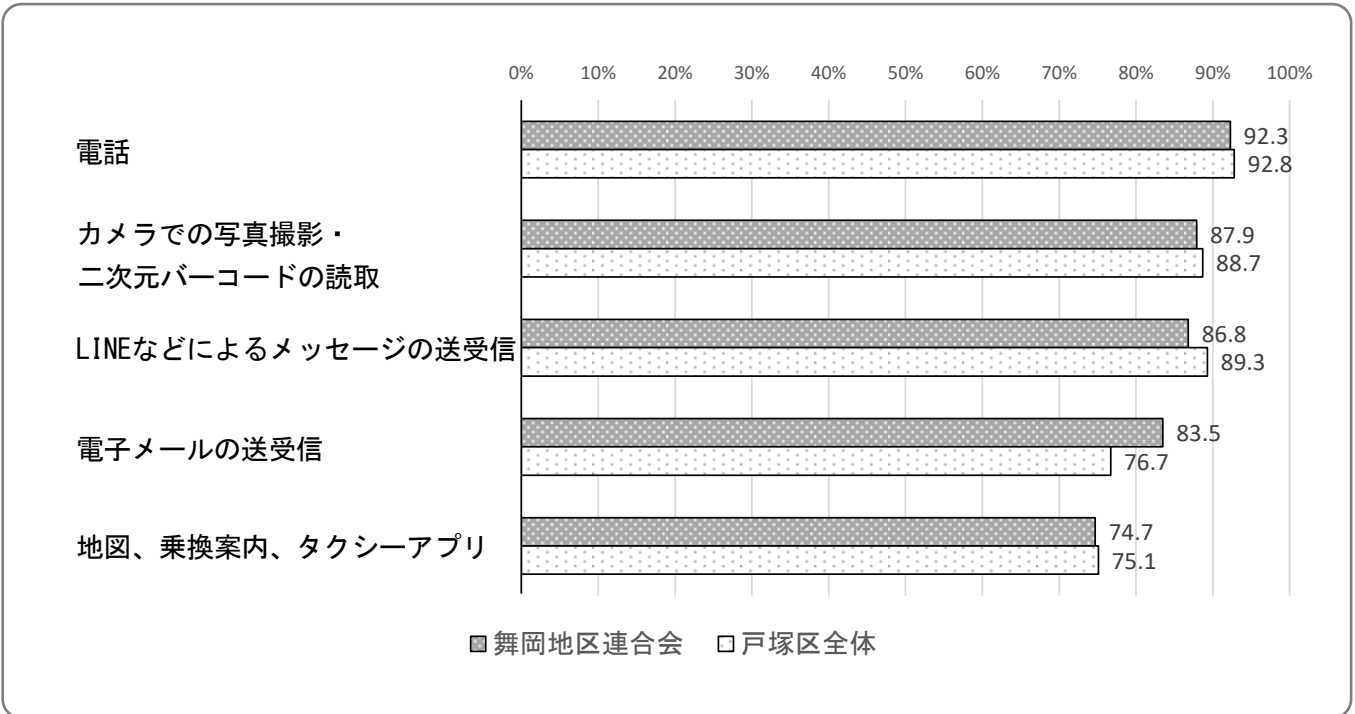 0% 10% 20% 30% 40% 50% 60% 70% 80% 90% 100%
電話
92.3
92.8
カメラでの写真撮影・
二次元バーコードの読取
87.9
88.7
LINEなどによるメッセージの送受信
86.8
89.3
電子メールの送受信
83.5
76.7
地図、乗換案内、タクシーアプリ
74.7
75.1
舞岡地区連合会 戸塚区全体